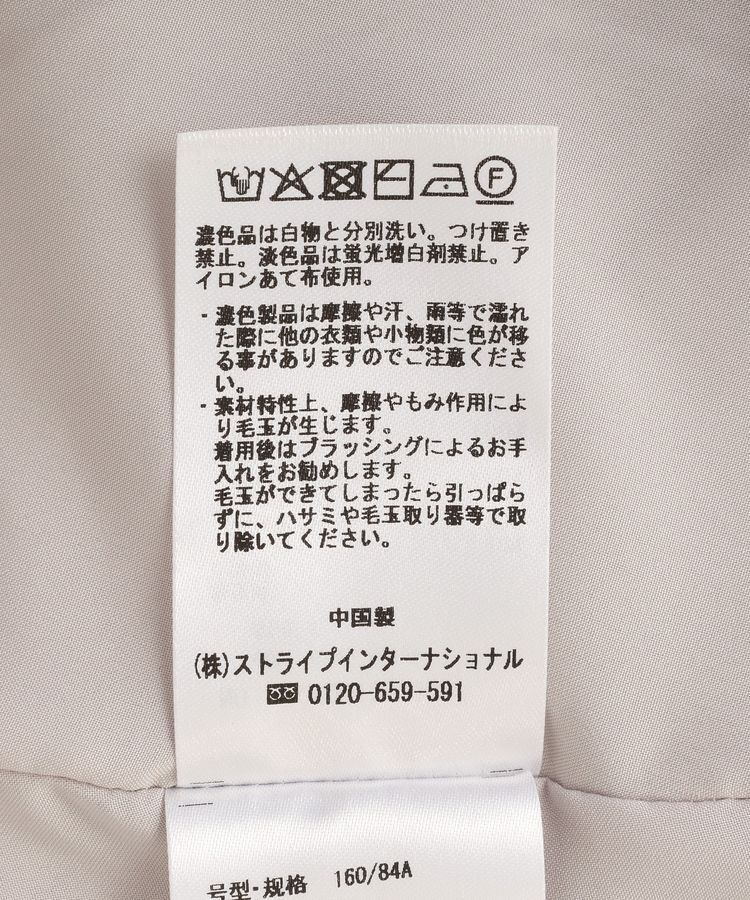 F
濃色品は白物と分別洗い。つけ置き
禁止。淡色品は蛍光増白剤禁止。ア
イロンあて布使用。
・濃色製品は摩擦や汗、雨等で濡れ
た際に他の衣類や小物類に色が移
る事がありますのでご注意くださ
い。
・素材特性上、摩擦やもみ作用によ
り毛玉が生じます。
着用後はブラッシングによるお手
入れをお勧めします。
毛玉ができてしまったら引っぱら
ずに、ハサミや毛玉取り器等で取
り除いてください。
中国製
(株)ストライプインターナショナル
0120-659-591
号型·规格 160/84A